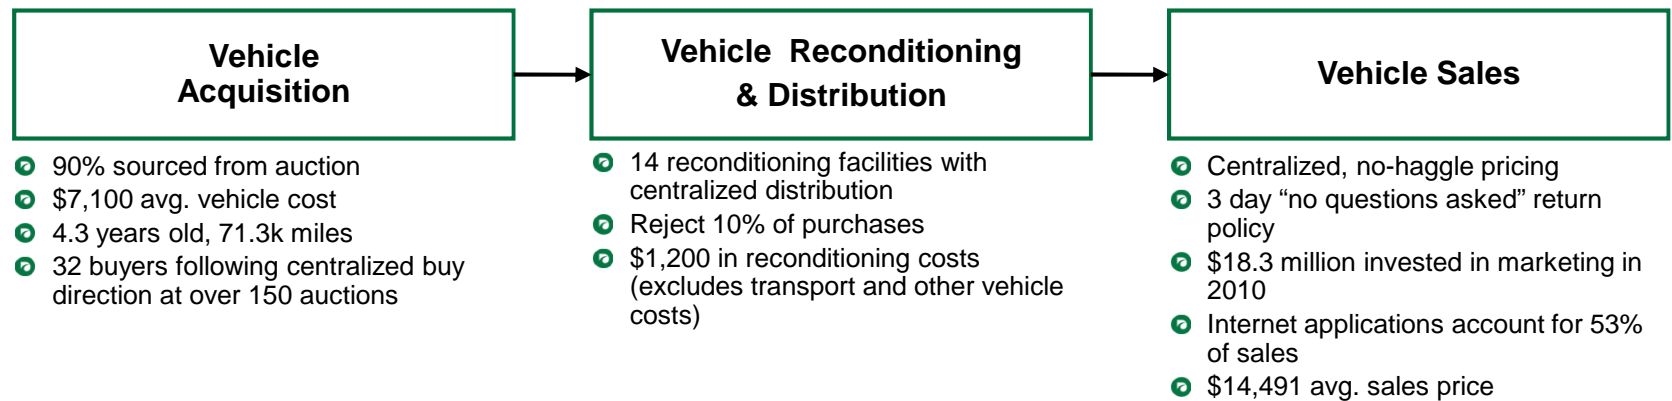 Vehicle
Acquisition
90% sourced from auction
$7,100 avg. vehicle cost
4.3 years old, 71.3k miles
32 buyers following centralized buy
direction at over 150 auctions
Vehicle Reconditioning
& Distribution
14 reconditioning facilities with
centralized distribution
Reject 10% of purchases
$1,200 in reconditioning costs
(excludes transport and other vehicle
costs)
Vehicle Sales
Centralized, no-haggle pricing
3 day “no questions asked” return
policy
$18.3 million invested in marketing in
2010
Internet applications account for 53%
of sales
$14,491 avg. sales price